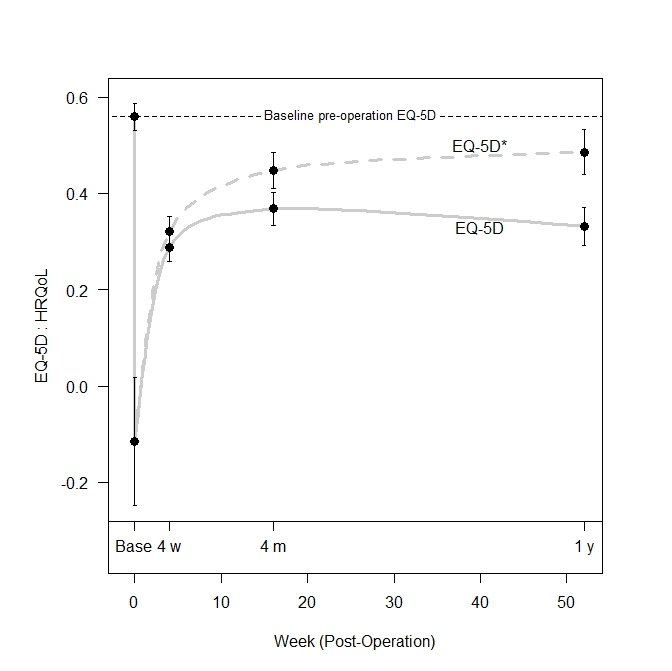 0.6
Baseline pre-operation EQ-5D
EQ-5D*
0.4
EQ-5D
0.2
0.0
-0.2
EQ-5D : HRQoL
Base 4 w 4 m 1 y
0 10 20 30 40 50
Week (Post-Operation)